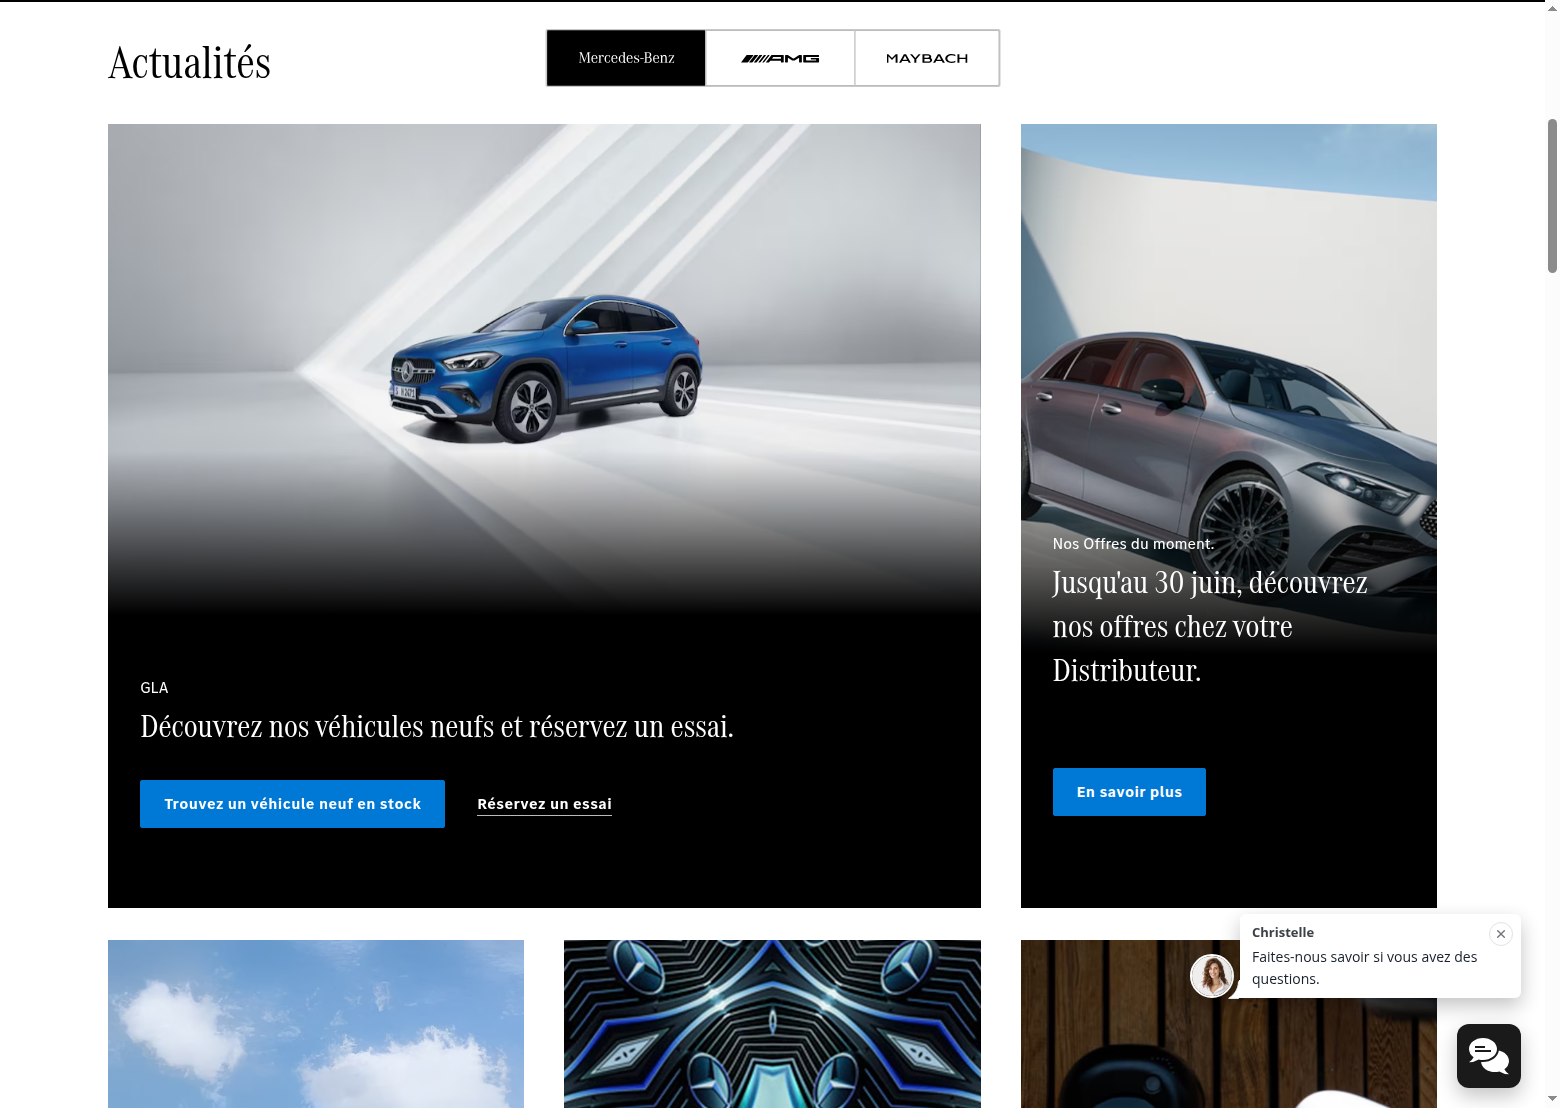 Actualités
Mercedes-Benz
AMG
MAYBACH
GLA
Découvrez nos véhicules neufs et réservez un essai.
Trouvez un véhicule neuf en stock
Réservez un essai
Nos Offres du moment.
Jusqu'au 30 juin, découvrez
nos offres chez votre
Distributeur.
En savoir plus
Christelle
Faites-nous savoir si vous avez des
questions.